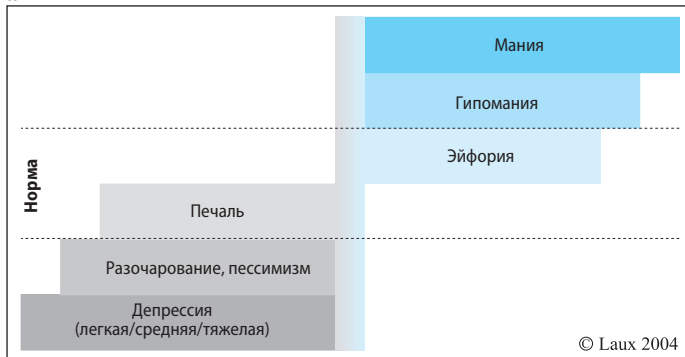 Мания
Гипомания
Эйфория
Норма
Печаль
Разочарование, пессимизм
Депрессия
(легкая/средняя/тяжелая)
© Laux 2004